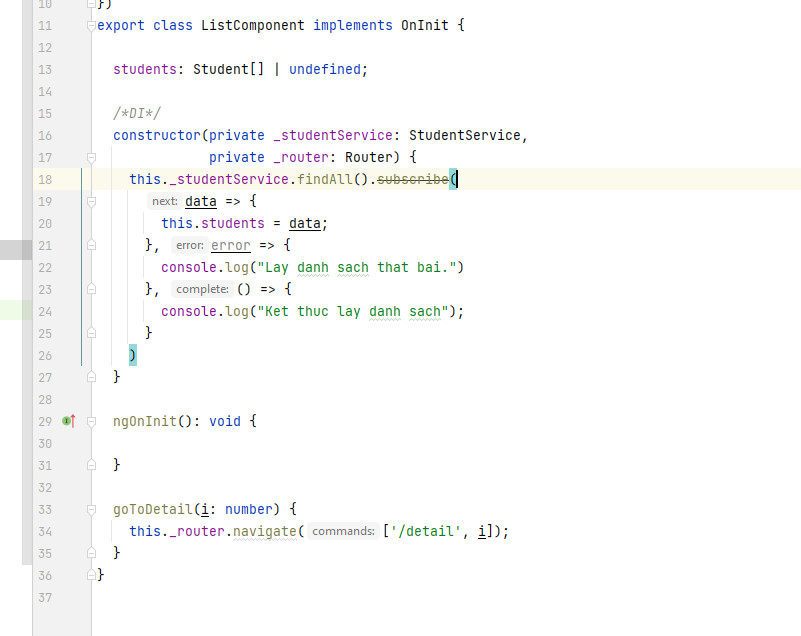 10 })
11 export class ListComponent implements OnInit {
12
13 students: Student[] | undefined;
14
15 /*DI*/
16 constructor(private _studentService: StudentService,
17 private _router: Router) {
18 this._studentService.findAll().subscribe(
19 next: data => {
20 this.students = data;
21 }, error: error => {
22 console.log("Lay danh sach that bai.")
23 }, complete: () => {
24 console.log("Ket thuc lay danh sach");
25 }
26 )
27 }
28
29 ngOnInit(): void {
30
31 }
32
33 goToDetail(i: number) {
34 this._router.navigate( commands: ['/detail', i]);
35 }
36 }
37